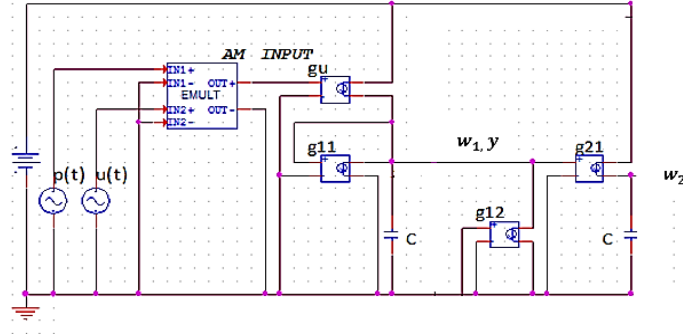 AM INPUT
gu
IN1+
IN1- OUT+
EMULT
IN2+ OUT-
IN2-
p(t) u(t)
g11
w₁, y
g21
w₂
g12
C
C